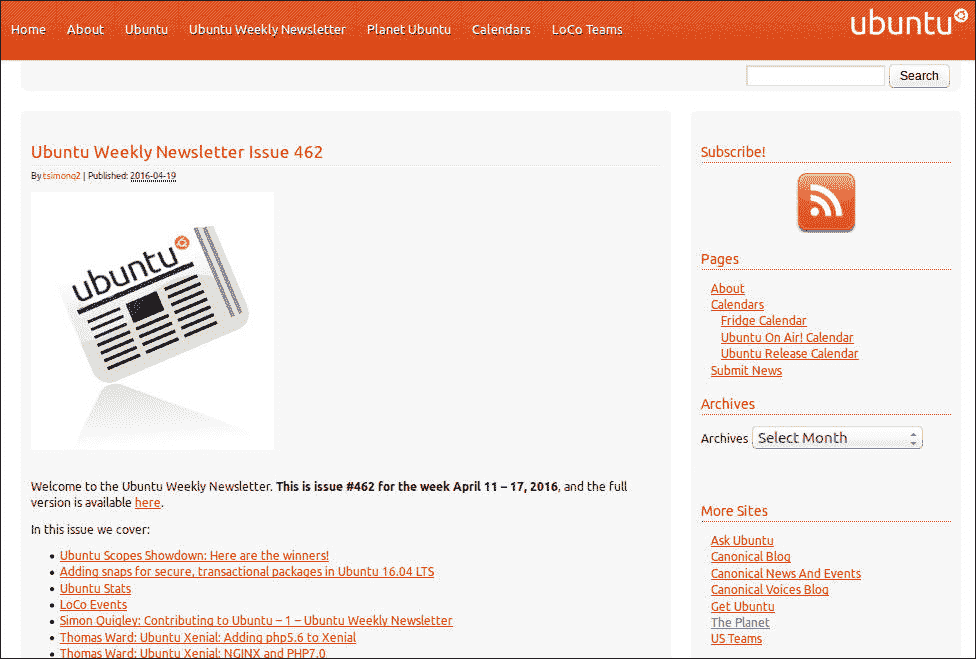 Home About Ubuntu Ubuntu Weekly Newsletter Planet Ubuntu Calendars LoCo Teams
ubuntu
Search
Ubuntu Weekly Newsletter Issue 462
By tsimonq2 | Published: 2016-04-19
ubuntu
Welcome to the Ubuntu Weekly Newsletter. This is issue #462 for the week April 11 – 17, 2016, and the full
version is available here.
In this issue we cover:
Ubuntu Scopes Showdown: Here are the winners!
Adding snaps for secure, transactional packages in Ubuntu 16.04 LTS
Ubuntu Stats
LoCo Events
Simon Quigley: Contributing to Ubuntu – 1 – Ubuntu Weekly Newsletter
Thomas Ward: Ubuntu Xenial: Adding php5.6 to Xenial
Thomas Ward: Ubuntu Xenial: NGINX and PHP7.0
Subscribe!
Pages
About
Calendars
Fridge Calendar
Ubuntu On Air! Calendar
Ubuntu Release Calendar
Submit News
Archives
Archives Select Month
More Sites
Ask Ubuntu
Canonical Blog
Canonical News And Events
Canonical Voices Blog
Get Ubuntu
The Planet
US Teams